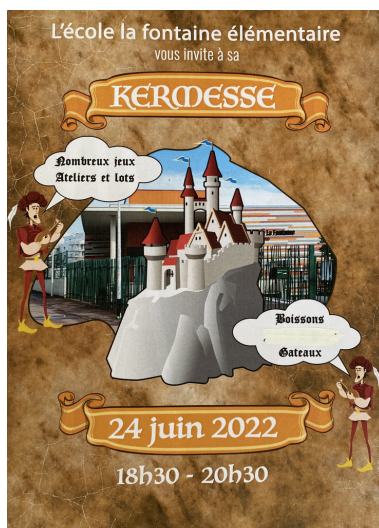 L'école la fontaine élémentaire
vous invite à sa
KERMESSE
Nombreux jeux
Ateliers et lots
Boissons
Gateaux
24 juin 2022
18h30 - 20h30